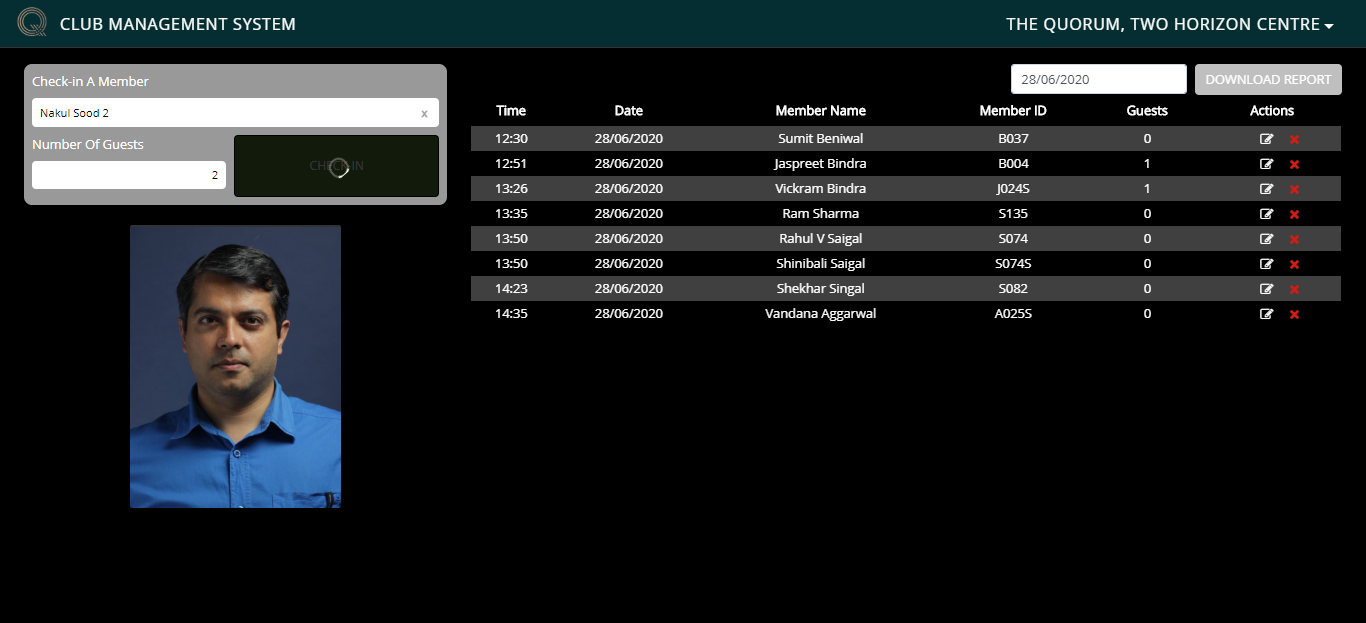 CLUB MANAGEMENT SYSTEM
THE QUORUM, TWO HORIZON CENTRE
Check-in A Member
Nakul Sood 2 x
Number Of Guests
2
CHECK-IN
28/06/2020 DOWNLOAD REPORT
Time Date Member Name Member ID Guests Actions
12:30 28/06/2020 Sumit Beniwal B037 0
12:51 28/06/2020 Jaspreet Bindra B004 1
13:26 28/06/2020 Vickram Bindra J024S 1
13:35 28/06/2020 Ram Sharma S135 0
13:50 28/06/2020 Rahul V Saigal S074 0
13:50 28/06/2020 Shinibali Saigal S074S 0
14:23 28/06/2020 Shekhar Singal S082 0
14:35 28/06/2020 Vandana Aggarwal A025S 0